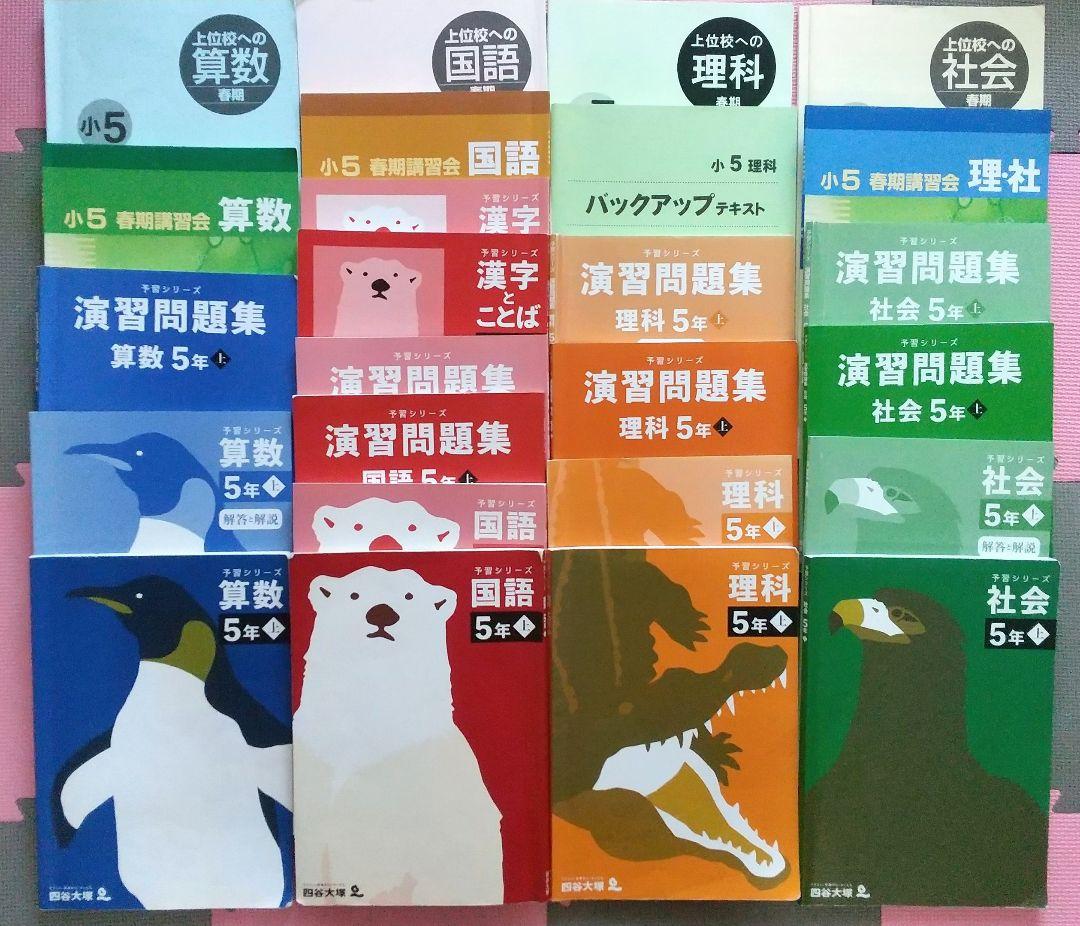 上位校への
算数
春期
小5
小5 春期講習会 算数
予習シリーズ
演習問題集
算数 5年 上
予習シリーズ
算数
5年 上
解答と解説
予習シリーズ
算数
5年 上
四谷大塚
上位校への
国語
春期
小5 春期講習会 国語
予習シリーズ
漢字
予習シリーズ
漢字
と
ことば
予習シリーズ
演習問題集
予習シリーズ
演習問題集
国語 5年 上
予習シリーズ
国語
予習シリーズ
国語
5年 上
四谷大塚
上位校への
理科
春期
小5 理科
バックアップテキスト
予習シリーズ
演習問題集
理科 5年 上
予習シリーズ
演習問題集
理科 5年 上
予習シリーズ
理科
5年 上
予習シリーズ
理科
5年 上
四谷大塚
上位校への
社会
春期
小5 春期講習会 理・社
予習シリーズ
演習問題集
社会 5年 上
予習シリーズ
演習問題集
社会 5年 上
予習シリーズ
社会
5年 上
解答と解説
予習シリーズ
社会
5年 上
四谷大塚